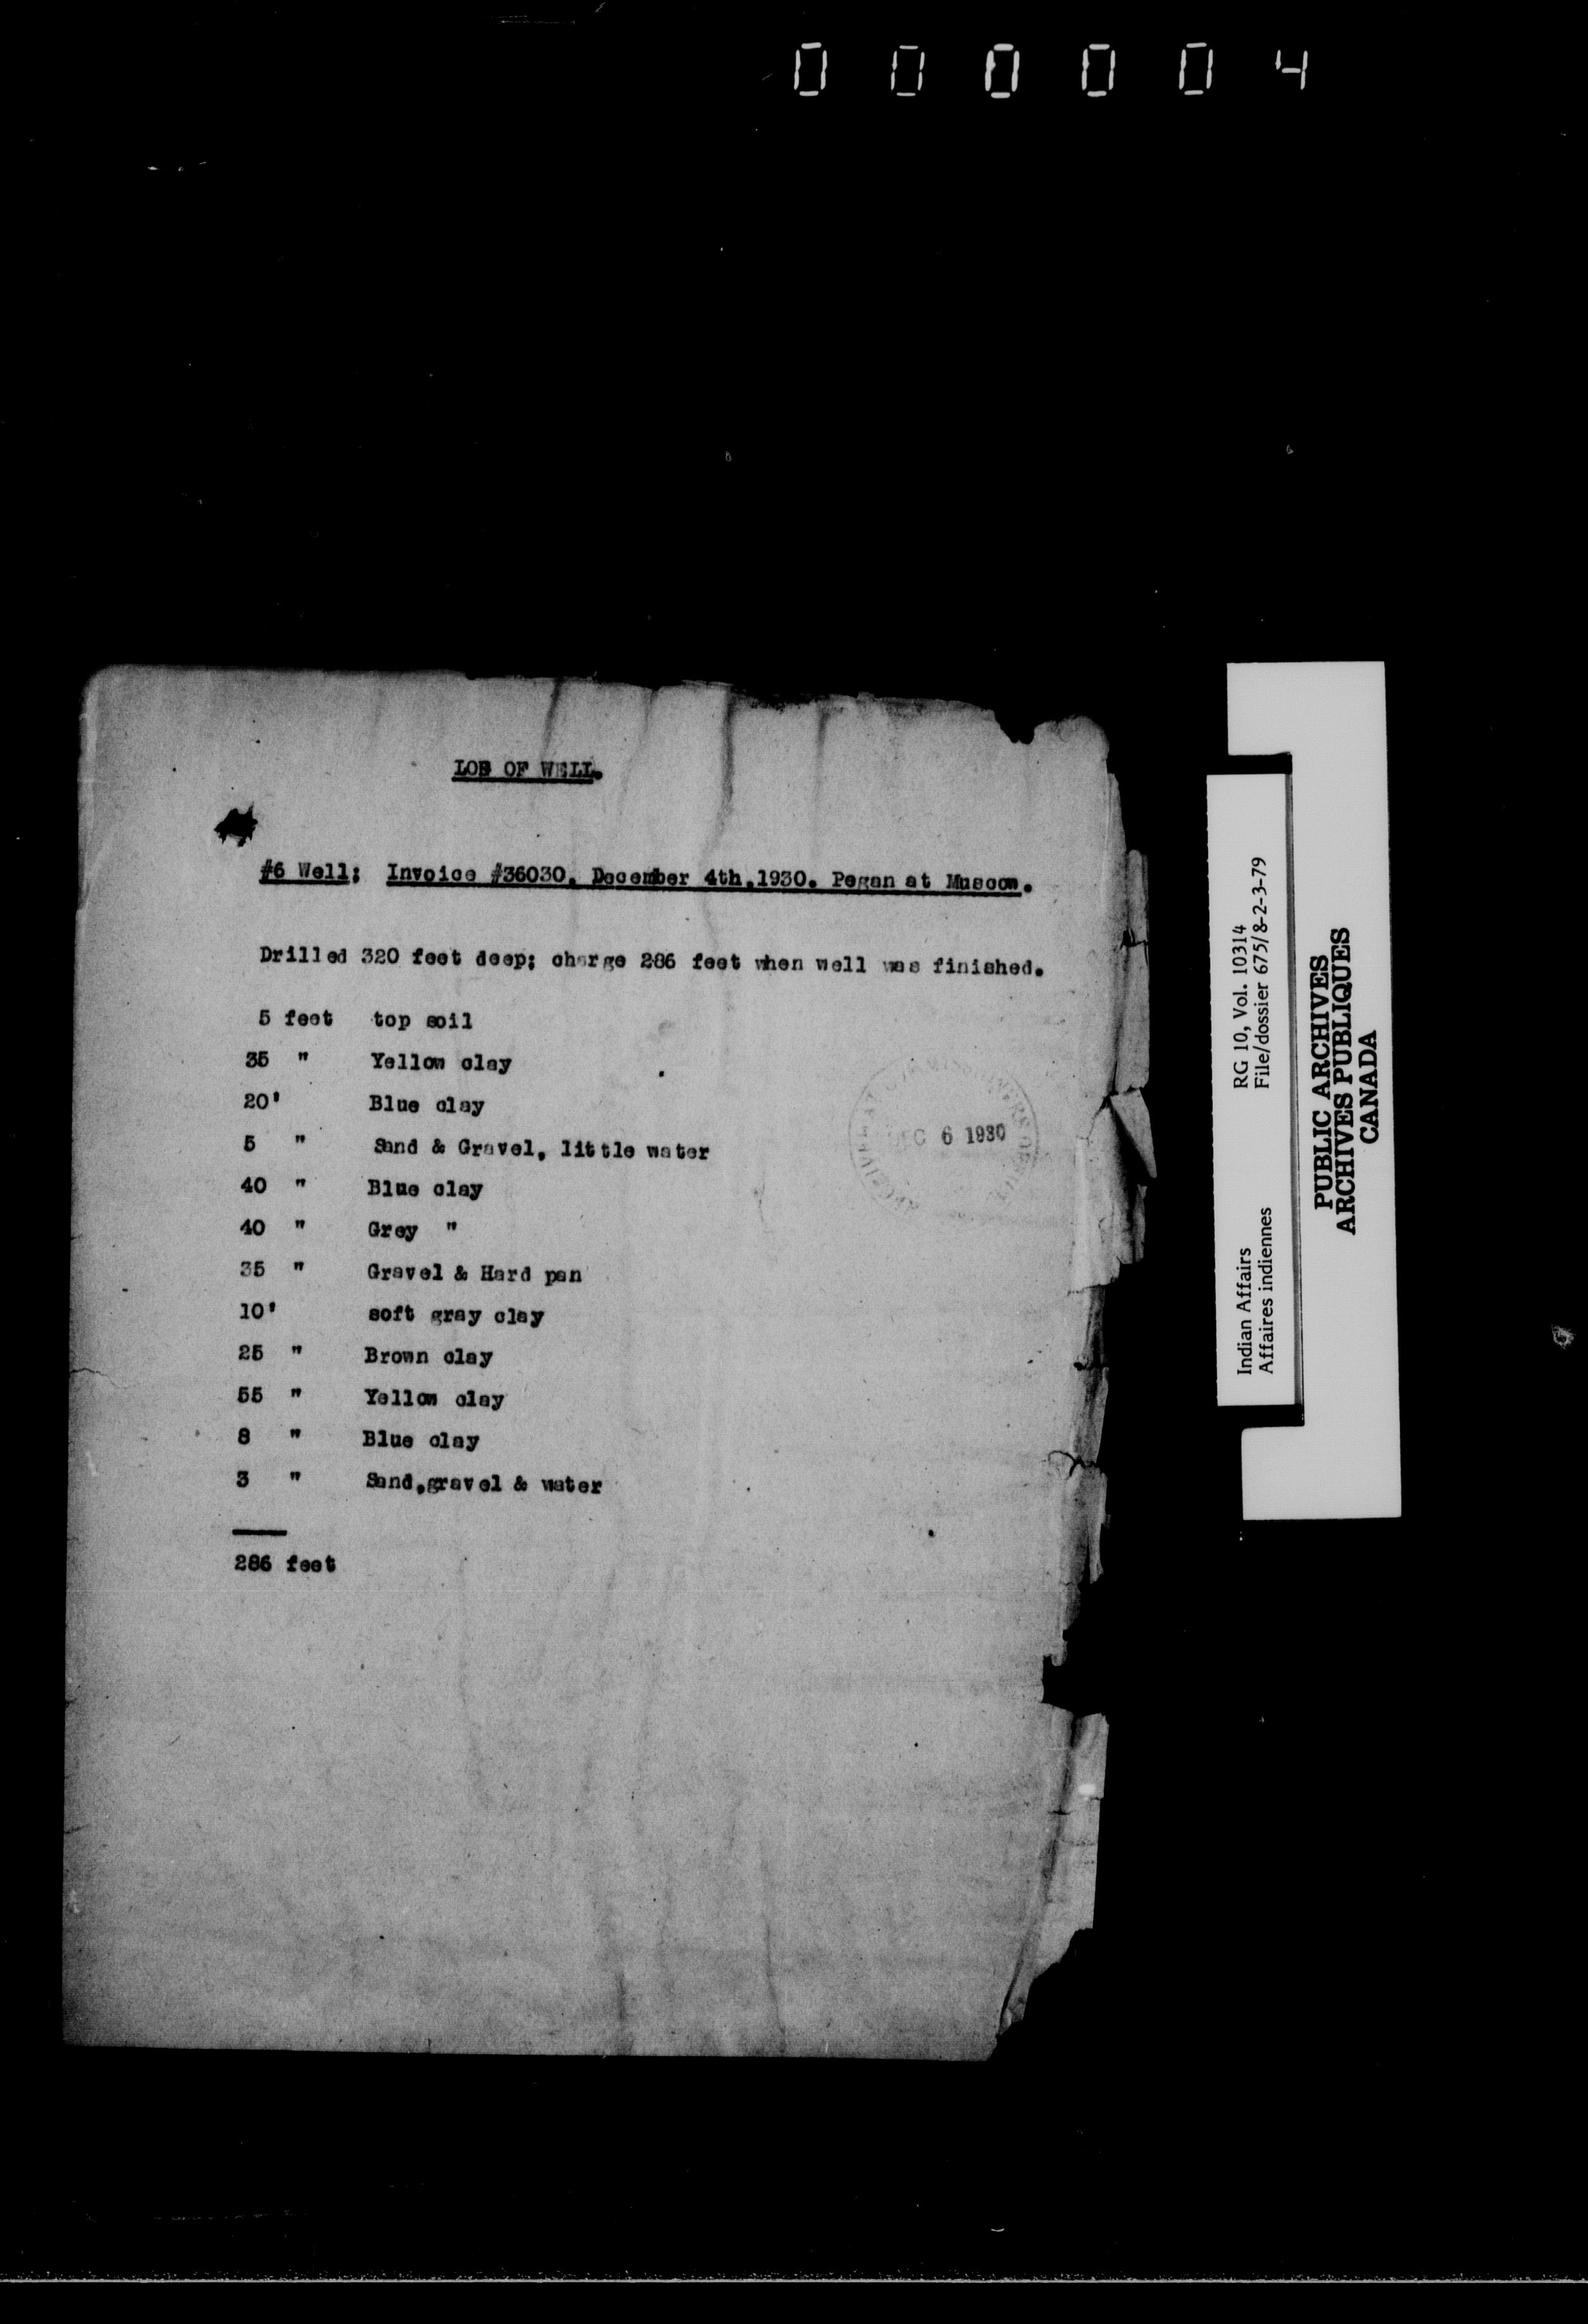 000004
LOB OF WELL.
#6 Well; Invoice #36030. December 4th,1930. Pegan at Muscow.
Drilled 320 feet deep; charge 286 feet when well was finished.
5 feet top soil
35 " Yellow clay
20' Blue clay
5 " Sand & Gravel, little water
40 " Blue clay
40 " Grey "
35 " Gravel & Hard pan
10' soft gray clay
25 " Brown clay
55 " Yellow clay
8 " Blue clay
3 " Sand,gravel & water
286 feet
6 1930
Indian Affairs RG 10, Vol. 10314
Affaires indiennes File/dossier 675/8-2-3-79
PUBLIC ARCHIVES
ARCHIVES PUBLIQUES
CANADA